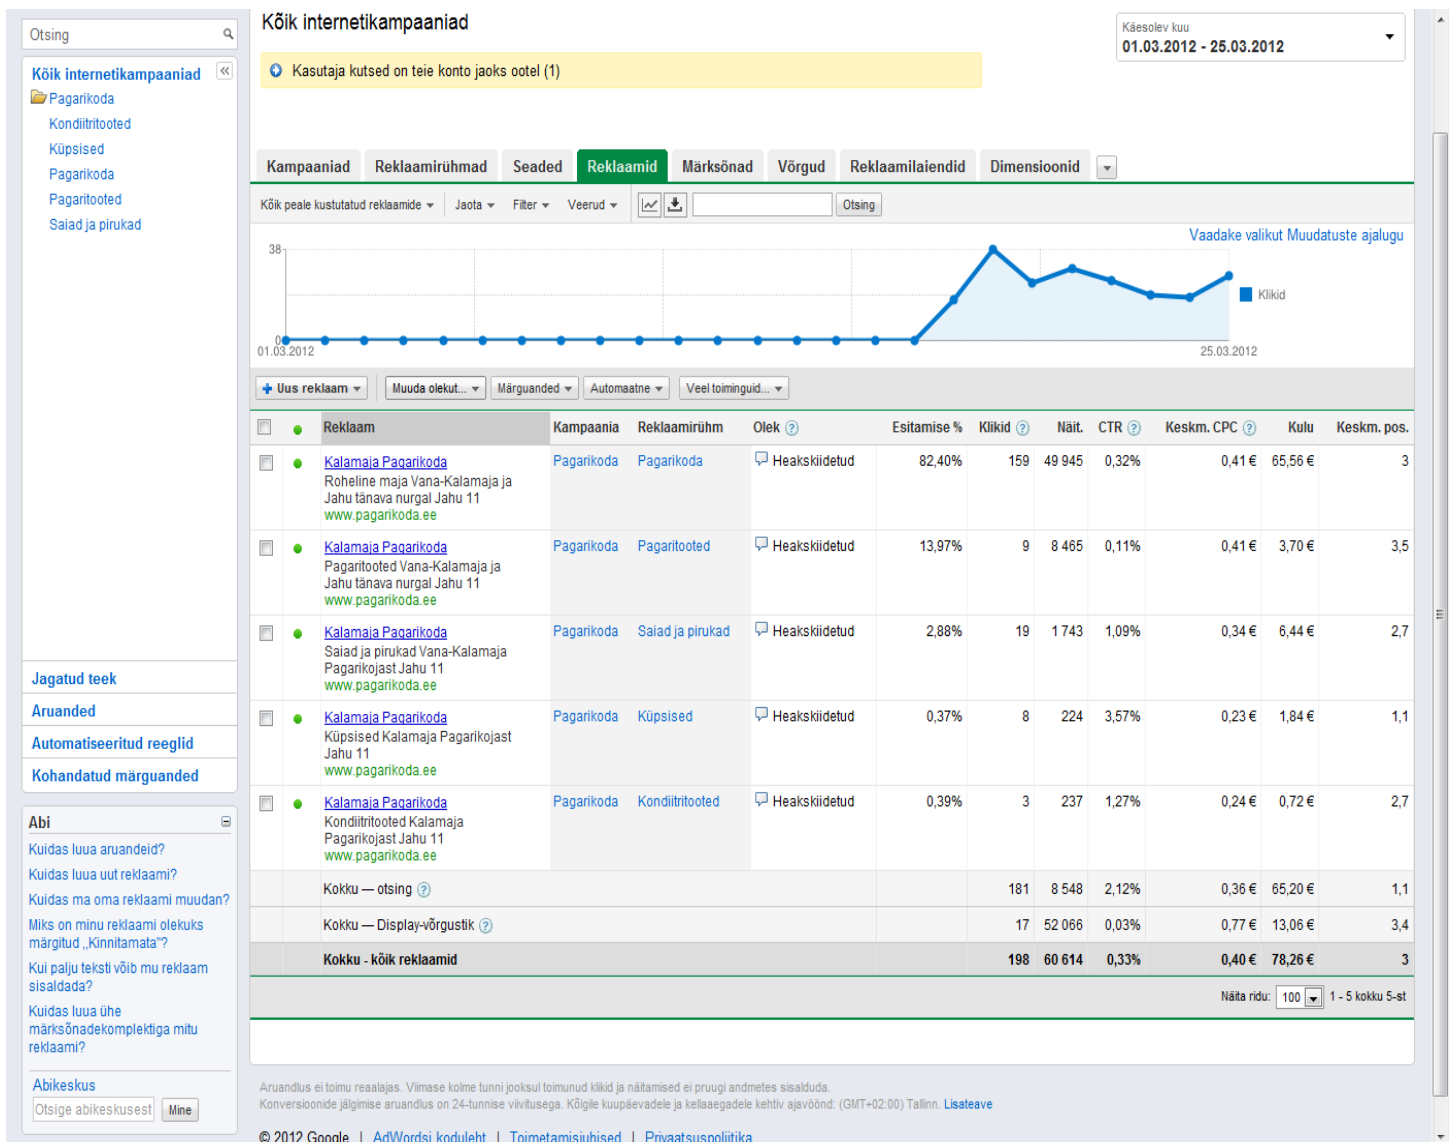 Otsing
Kõik internetikampaaniad
Pagarikoda
Kondiitritooted
Küpsised
Pagarikoda
Pagaritooted
Saiad ja pirukad
Jagatud teek
Aruanded
Automatiseeritud reeglid
Kohandatud märguanded
Abi
Kuidas luua aruandeid?
Kuidas luua uut reklaami?
Kuidas ma oma reklaami muudan?
Miks on minu reklaami olekuks
märgitud „Kinnitamata"?
Kui palju teksti võib mu reklaam
sisaldada?
Kuidas luua ühe
märksõnadekomplektiga mitu
reklaami?
Abikeskus
Otsige abikeskusest Mine
Kõik internetikampaaniad
Käesolev kuu
01.03.2012 - 25.03.2012
Kasutaja kutsed on teie konto jaoks ootel (1)
Kampaaniad Reklaamirühmad Seaded Reklaamid Märksõnad Võrgud Reklaamilaiendid Dimensioonid
Kõik peale kustutatud reklaamide Jaota Filter Veerud Otsing
Vaadake valikut Muudatuste ajalugu
38
Klikid
0
01.03.2012 25.03.2012
Uus reklaam Muuda olekut... Märguanded Automaatne Veel toiminguid...
Reklaam Kampaania Reklaamirühm Olek Esitamise % Klikid Näit. CTR Keskm. CPC Kulu Keskm. pos.
Kalamaja Pagarikoda Pagarikoda Pagarikoda Heakskiidetud 82,40% 159 49 945 0,32% 0,41 € 65,56 € 3
Roheline maja Vana-Kalamaja ja
Jahu tänava nurgal Jahu 11
www.pagarikoda.ee
Kalamaja Pagarikoda Pagarikoda Pagaritooted Heakskiidetud 13,97% 9 8 465 0,11% 0,41 € 3,70 € 3,5
Pagaritooted Vana-Kalamaja ja
Jahu tänava nurgal Jahu 11
www.pagarikoda.ee
Kalamaja Pagarikoda Pagarikoda Saiad ja pirukad Heakskiidetud 2,88% 19 1 743 1,09% 0,34 € 6,44 € 2,7
Saiad ja pirukad Vana-Kalamaja
Pagarikojast Jahu 11
www.pagarikoda.ee
Kalamaja Pagarikoda Pagarikoda Küpsised Heakskiidetud 0,37% 8 224 3,57% 0,23 € 1,84 € 1,1
Küpsised Kalamaja Pagarikojast
Jahu 11
www.pagarikoda.ee
Kalamaja Pagarikoda Pagarikoda Kondiitritooted Heakskiidetud 0,39% 3 237 1,27% 0,24 € 0,72 € 2,7
Kondiitritooted Kalamaja
Pagarikojast Jahu 11
www.pagarikoda.ee
Kokku — otsing 181 8 548 2,12% 0,36 € 65,20 € 1,1
Kokku — Display-võrgustik 17 52 066 0,03% 0,77 € 13,06 € 3,4
Kokku - kõik reklaamid 198 60 614 0,33% 0,40 € 78,26 € 3
Näita ridu: 100 1 - 5 kokku 5-st
Aruandlus ei toimu reaalajas. Viimase kolme tunni jooksul toimunud klikid ja näitamised ei pruugi andmetes sisalduda.
Konversioonide jälgimise aruandlus on 24-tunnise viivitusega. Kõigile kuupäevadele ja kellaaegadele kehtiv ajavöönd: (GMT+02:00) Tallinn. Lisateave
© 2012 Google | AdWordsi koduleht | Toimetamisjuhised | Privaatsuspoliitika